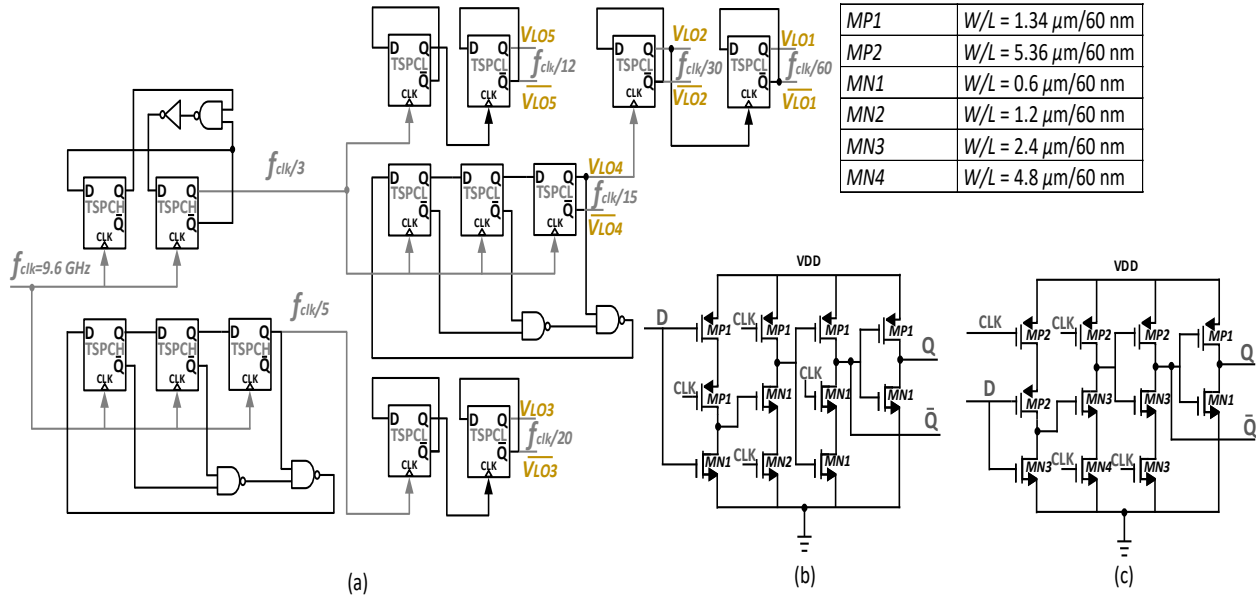 MP1 W/L = 1.34 µm/60 nm
MP2 W/L = 5.36 µm/60 nm
MN1 W/L = 0.6 µm/60 nm
MN2 W/L = 1.2 µm/60 nm
MN3 W/L = 2.4 µm/60 nm
MN4 W/L = 4.8 µm/60 nm
D Q TSPCL Q̅ CLK
D Q TSPCL Q̅ CLK
VLO5
fclk/12
V̅L̅O̅5̅
D Q TSPCL Q̅ CLK
VLO2
fclk/30
V̅L̅O̅2̅
D Q TSPCL Q̅ CLK
VLO1
fclk/60
V̅L̅O̅1̅
D Q TSPCH Q̅ CLK
D Q TSPCH Q̅ CLK
fclk/3
fclk=9.6 GHz
D Q TSPCL Q̅ CLK
D Q TSPCL Q̅ CLK
D Q TSPCL Q̅ CLK
VLO4
fclk/15
V̅L̅O̅4̅
D Q TSPCH Q̅ CLK
D Q TSPCH Q̅ CLK
D Q TSPCH Q̅ CLK
fclk/5
D Q TSPCL Q̅ CLK
D Q TSPCL Q̅ CLK
VLO3
fclk/20
V̅L̅O̅3̅
(a)
VDD
D MP1 CLK MP1 MP1 MP1
Q
CLK MP1 MN1 CLK MN1 MN1
Q̅
MN1 CLK MN2 MN1
(b)
VDD
CLK MP2 CLK MP2 MP2 MP1
Q
D MP2 MN3 MN3 MN1
Q̅
MN3 CLK MN4 CLK MN3
(c)